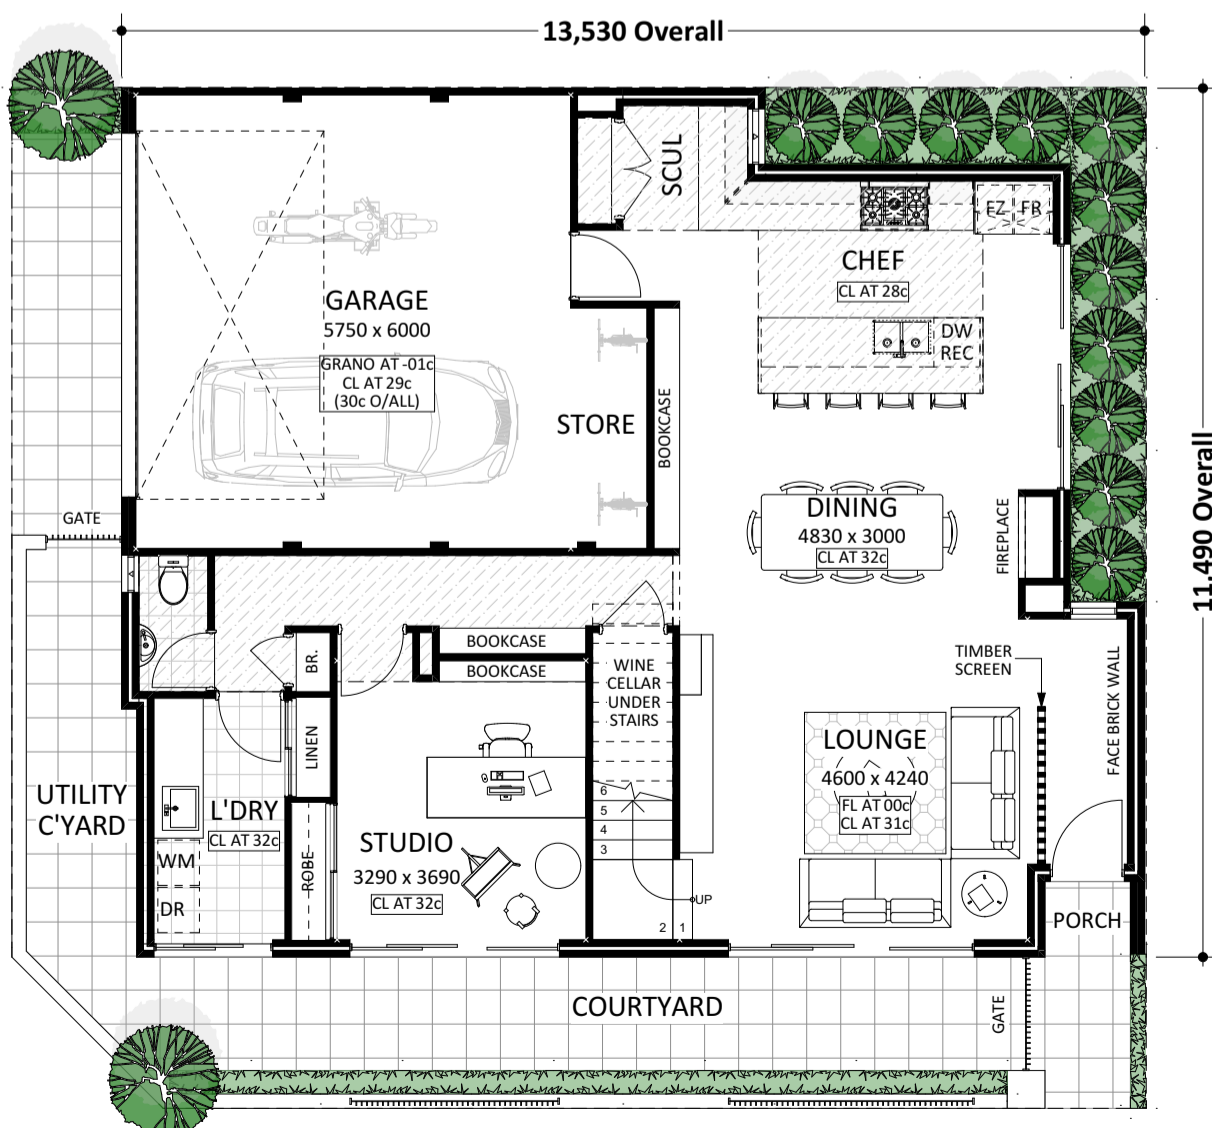 13,530 Overall
SCUL
FZ
FR
CHEF
CL AT 28c
GARAGE
5750 x 6000
GRANO AT -01c
CL AT 29c
(30c O/ALL)
DW
REC
STORE
BOOKCASE
11,490 Overall
DINING
4830 x 3000
CL AT 32c
FIREPLACE
GATE
BOOKCASE
BOOKCASE
BR.
WINE
CELLAR
UNDER
STAIRS
TIMBER
SCREEN
FACE BRICK WALL
LINEN
LOUNGE
4600 x 4240
FL AT 00c
CL AT 31c
UTILITY
C'YARD
L'DRY
CL AT 32c
6
5
4
3
STUDIO
3290 x 3690
CL AT 32c
ROBE
WM
DR
UP
2
1
PORCH
COURTYARD
GATE